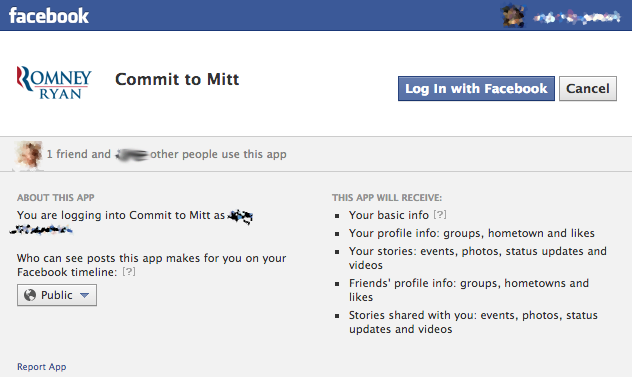 facebook
ROMNEY
RYAN
Commit to Mitt
Log In with Facebook
Cancel
1 friend and other people use this app
ABOUT THIS APP
You are logging into Commit to Mitt as
Who can see posts this app makes for you on your
Facebook timeline: [?]
Public
Report App
THIS APP WILL RECEIVE:
Your basic info [?]
Your profile info: groups, hometown and likes
Your stories: events, photos, status updates and
videos
Friends' profile info: groups, hometowns and
likes
Stories shared with you: events, photos, status
updates and videos